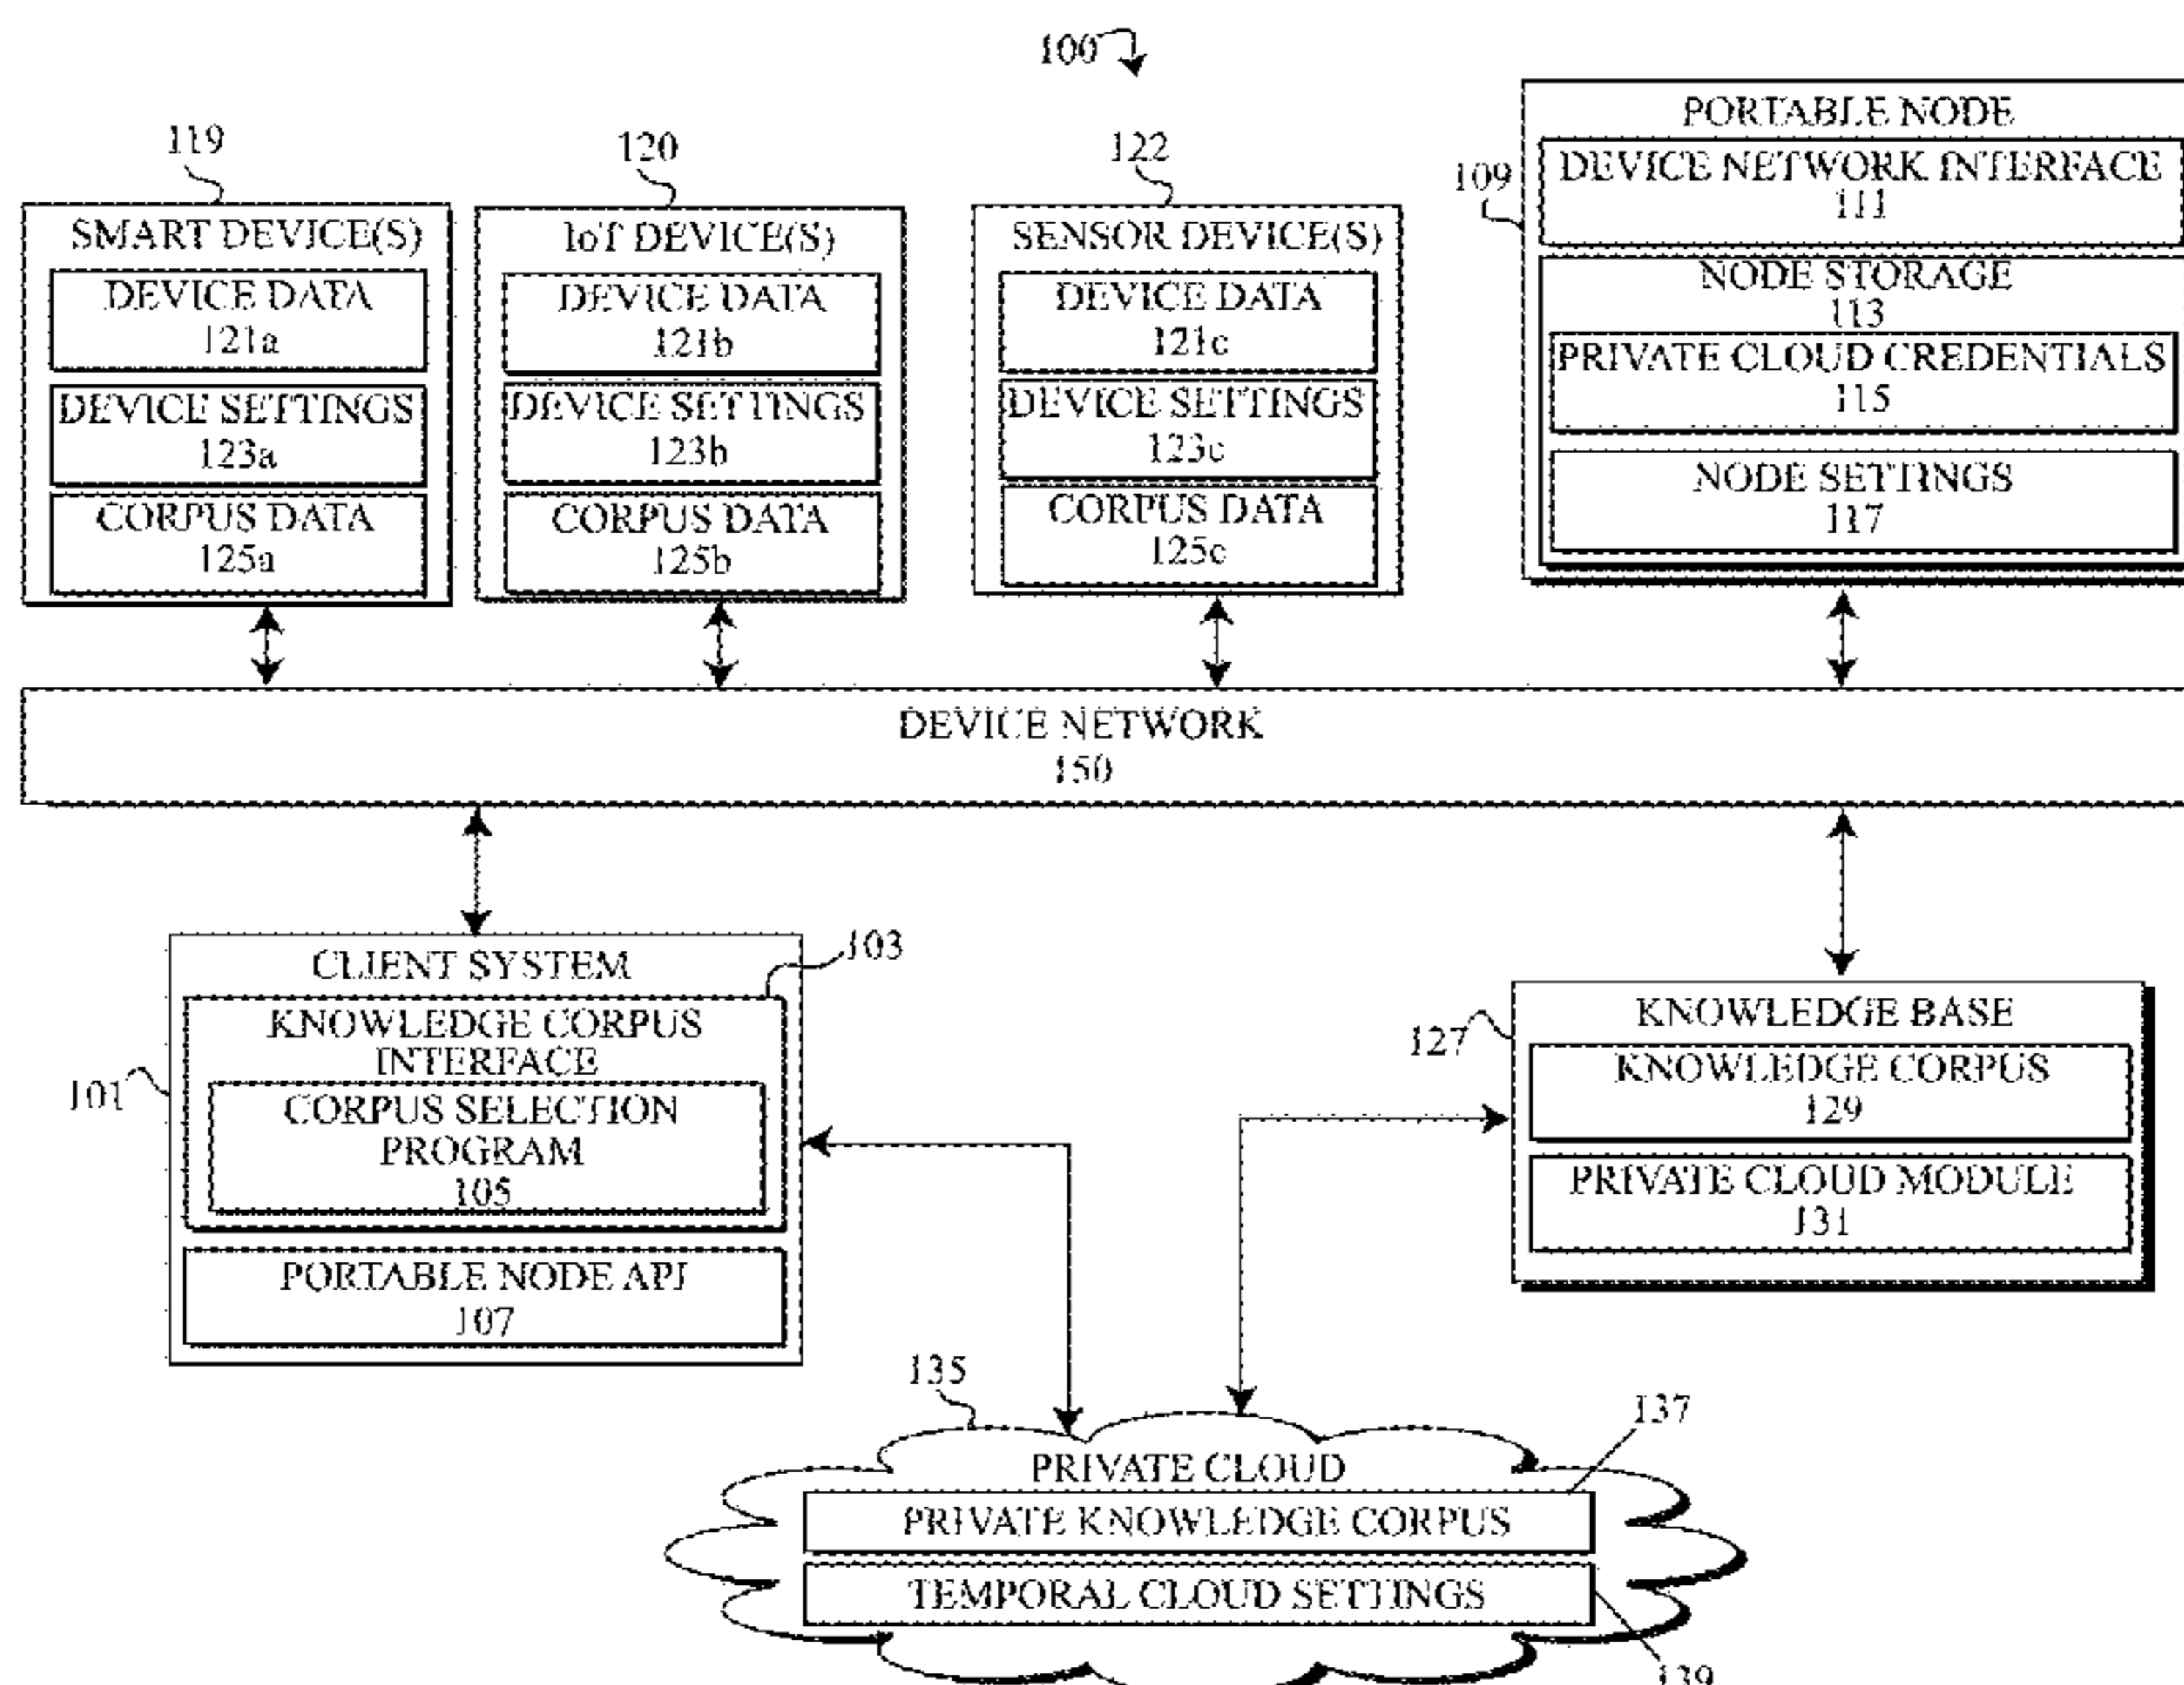 100
119
SMART DEVICE(S)
DEVICE DATA
121a
DEVICE SETTINGS
123a
CORPUS DATA
125a
120
IoT DEVICE(S)
DEVICE DATA
121b
DEVICE SETTINGS
123b
CORPUS DATA
125b
122
SENSOR DEVICE(S)
DEVICE DATA
121c
DEVICE SETTINGS
123c
CORPUS DATA
125c
109
PORTABLE NODE
DEVICE NETWORK INTERFACE
111
NODE STORAGE
113
PRIVATE CLOUD CREDENTIALS
115
NODE SETTINGS
117
DEVICE NETWORK
150
101
CLIENT SYSTEM
103
KNOWLEDGE CORPUS
INTERFACE
CORPUS SELECTION
PROGRAM
105
PORTABLE NODE API
107
127
KNOWLEDGE BASE
KNOWLEDGE CORPUS
129
PRIVATE CLOUD MODULE
131
135
PRIVATE CLOUD
137
PRIVATE KNOWLEDGE CORPUS
TEMPORAL CLOUD SETTINGS
139